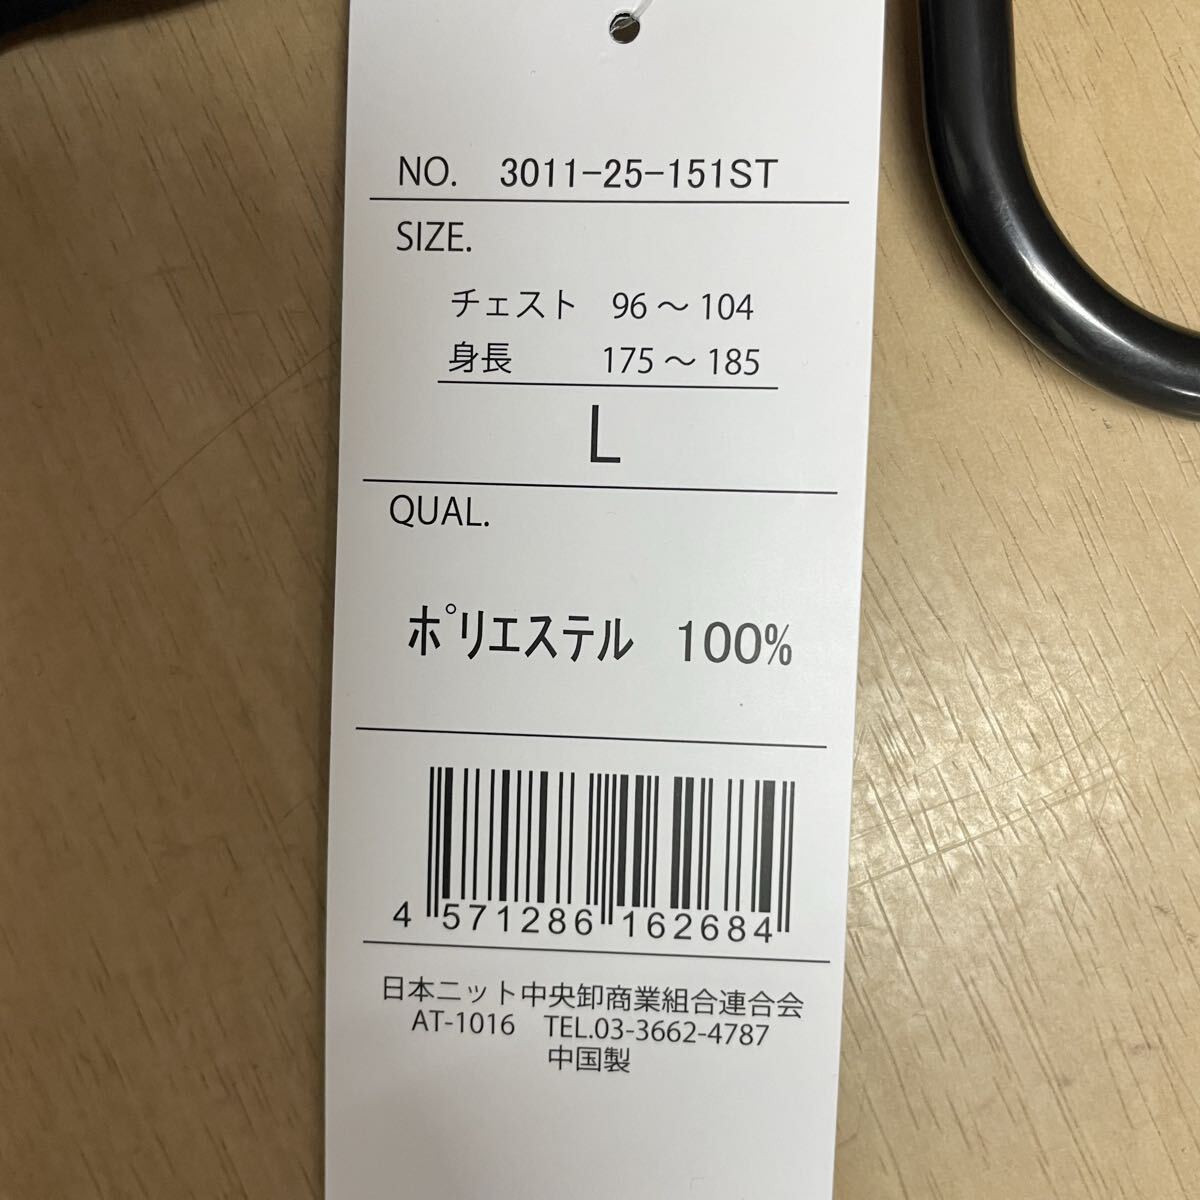 NO. 3011-25-151ST
SIZE.
チェスト 96～104
身長 175～185
L
QUAL.
ﾎﾟﾘｴｽﾃﾙ 100%
4 571286 162684
日本ニット中央卸商業組合連合会
AT-1016 TEL.03-3662-4787
中国製